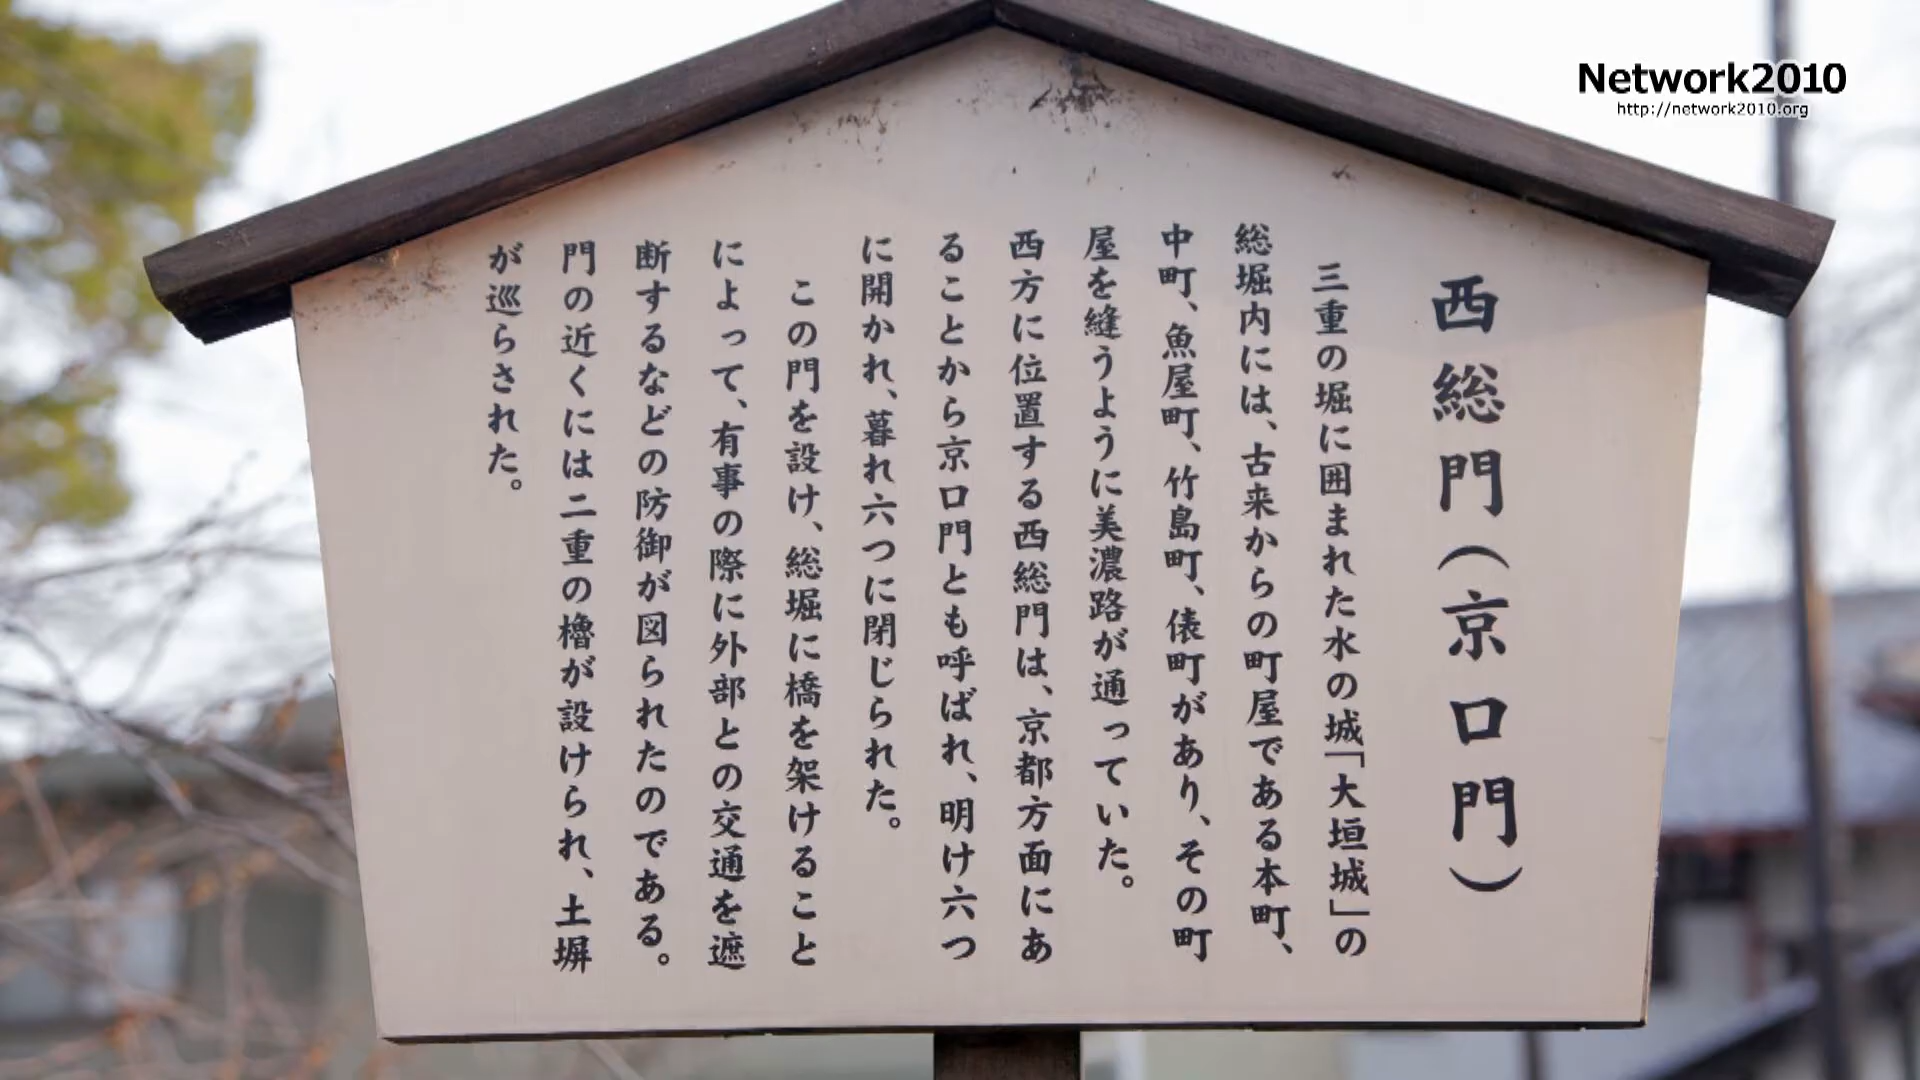 西総門（京口門）
三重の堀に囲まれた水の城「大垣城」の
総堀内には、古来からの町屋である本町、
中町、魚屋町、竹島町、俵町があり、その町
屋を縫うように美濃路が通っていた。
西方に位置する西総門は、京都方面にあ
ることから京口門とも呼ばれ、明け六つ
に開かれ、暮れ六つに閉じられた。
この門を設け、総堀に橋を架けること
によって、有事の際に外部との交通を遮
断するなどの防御が図られたのである。
門の近くには二重の櫓が設けられ、土塀
が巡らされた。
Network2010
http://network2010.org